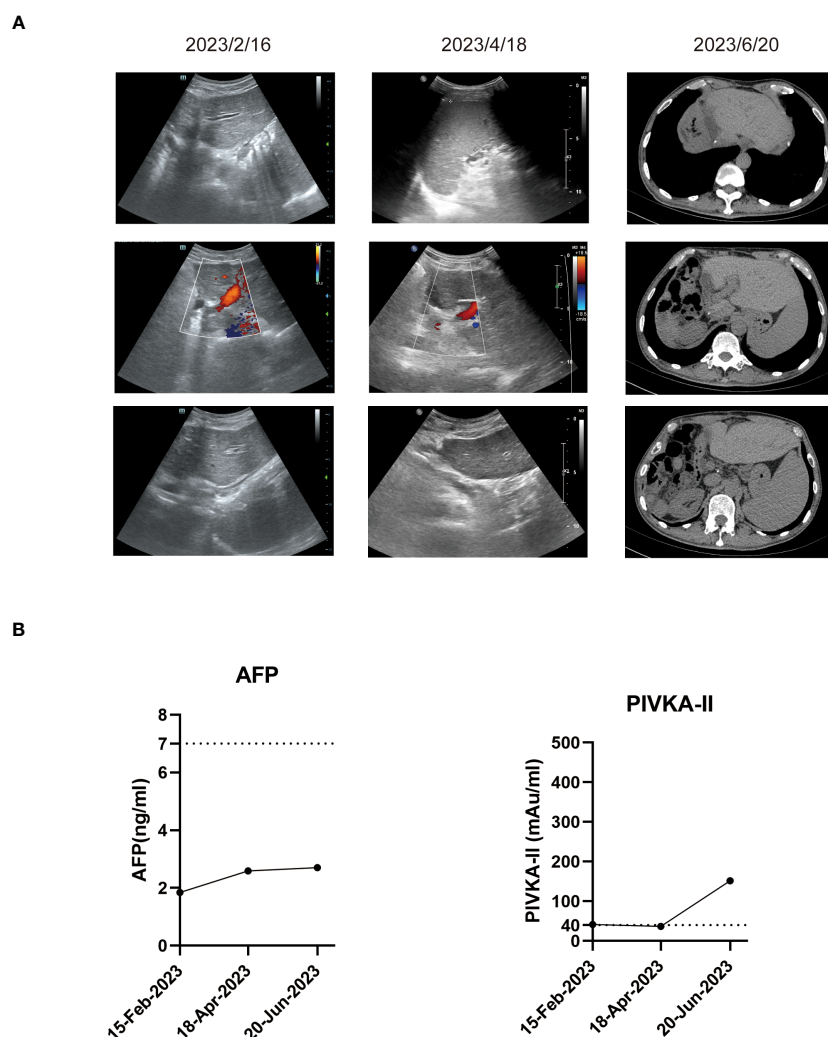 A
2023/2/16 2023/4/18 2023/6/20
B
AFP
8
7
6
4
2
0
AFP(ng/ml)
15-Feb-2023
18-Apr-2023
20-Jun-2023
PIVKA-II
500
400
300
200
100
40
0
PIVKA-II (mAu/ml)
15-Feb-2023
18-Apr-2023
20-Jun-2023